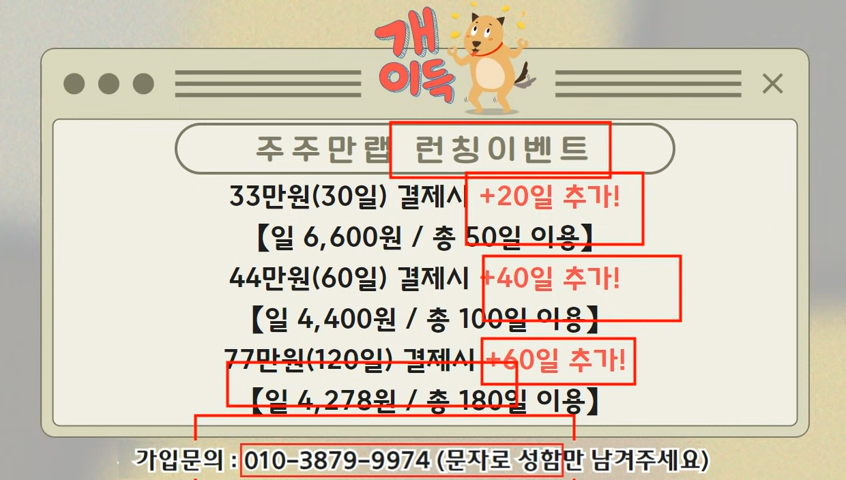 개
이득
주주만랩 런칭이벤트
33만원(30일) 결제시 +20일 추가!
【일 6,600원 / 총 50일 이용】
44만원(60일) 결제시 +40일 추가!
【일 4,400원 / 총 100일 이용】
77만원(120일) 결제시 +60일 추가!
【일 4,278원 / 총 180일 이용】
가입문의 : 010-3879-9974 (문자로 성함만 남겨주세요)